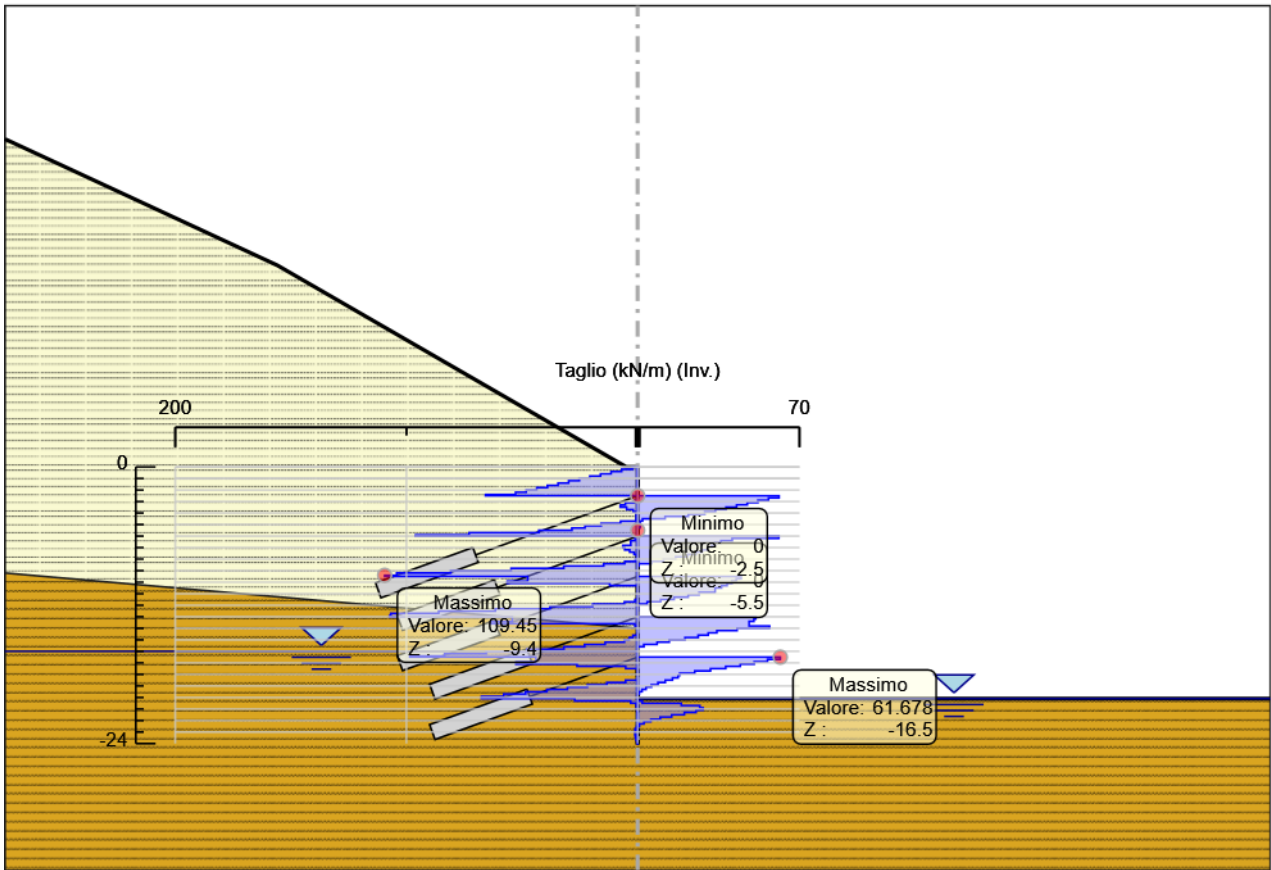 Taglio (kN/m) (Inv.)
200
70
0
Minimo
Valore: 0
Z : -2.5
Minimo
Valore: 0
Z : -5.5
Massimo
Valore: 109.45
Z : -9.4
Massimo
Valore: 61.678
Z : -16.5
-24